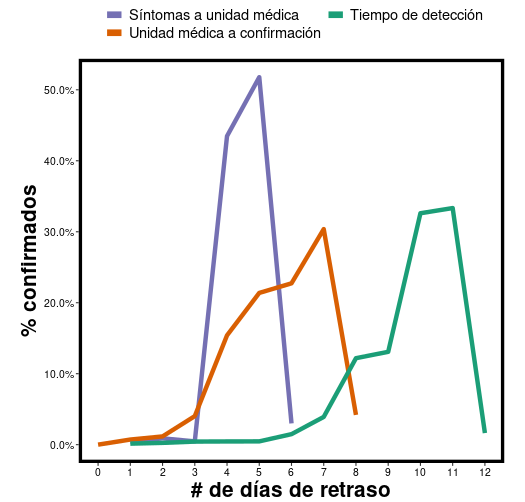 Síntomas a unidad médica
Tiempo de detección
Unidad médica a confirmación
50.0%
40.0%
30.0%
20.0%
10.0%
0.0%
% confirmados
0 1 2 3 4 5 6 7 8 9 10 11 12
# de días de retraso